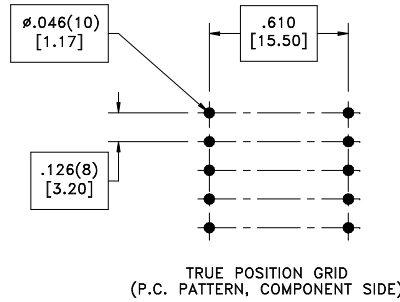 ø.046(10)
[1.17]
.610
[15.50]
.126(8)
[3.20]
TRUE POSITION GRID
(P.C. PATTERN, COMPONENT SIDE)